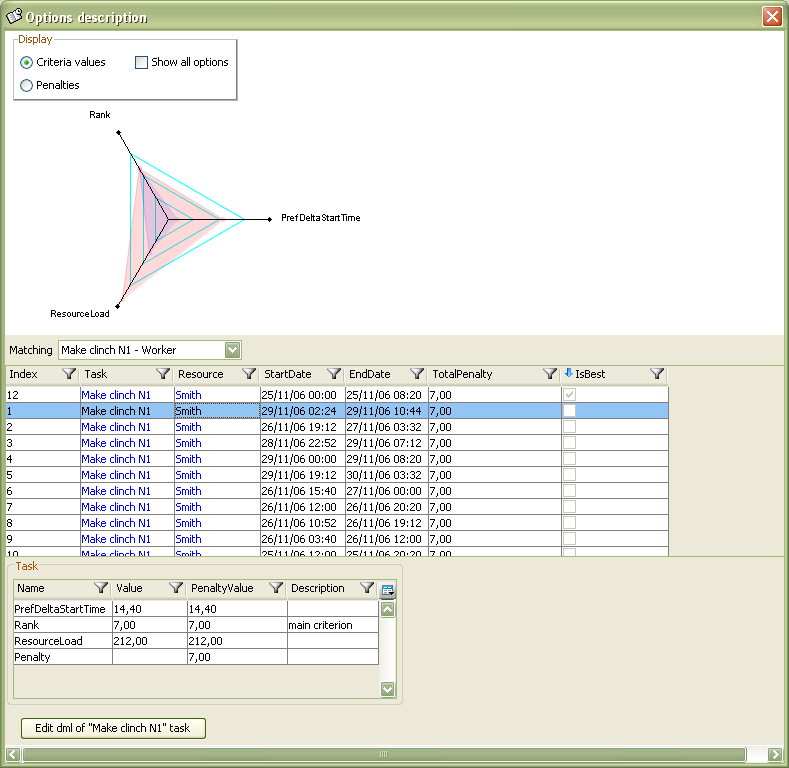 Options description
Display
Criteria values Show all options
Penalties
Rank
PrefDeltaStartTime
ResourceLoad
Matching Make clinch N1 - Worker
Index Task Resource StartDate EndDate TotalPenalty IsBest
12 Make clinch N1 Smith 25/11/06 00:00 25/11/06 08:20 7,00
1 Make clinch N1 Smith 29/11/06 02:24 29/11/06 10:44 7,00
2 Make clinch N1 Smith 26/11/06 19:12 27/11/06 03:32 7,00
3 Make clinch N1 Smith 28/11/06 22:52 29/11/06 07:12 7,00
4 Make clinch N1 Smith 29/11/06 00:00 29/11/06 08:20 7,00
5 Make clinch N1 Smith 29/11/06 19:12 30/11/06 03:32 7,00
6 Make clinch N1 Smith 26/11/06 15:40 27/11/06 00:00 7,00
7 Make clinch N1 Smith 26/11/06 12:00 26/11/06 20:20 7,00
8 Make clinch N1 Smith 26/11/06 10:52 26/11/06 19:12 7,00
9 Make clinch N1 Smith 26/11/06 03:40 26/11/06 12:00 7,00
10 Make clinch N1 Smith 25/11/06 12:00 25/11/06 20:20 7,00
Task
Name Value PenaltyValue Description
PrefDeltaStartTime 14,40 14,40
Rank 7,00 7,00 main criterion
ResourceLoad 212,00 212,00
Penalty 7,00
Edit dml of "Make clinch N1" task